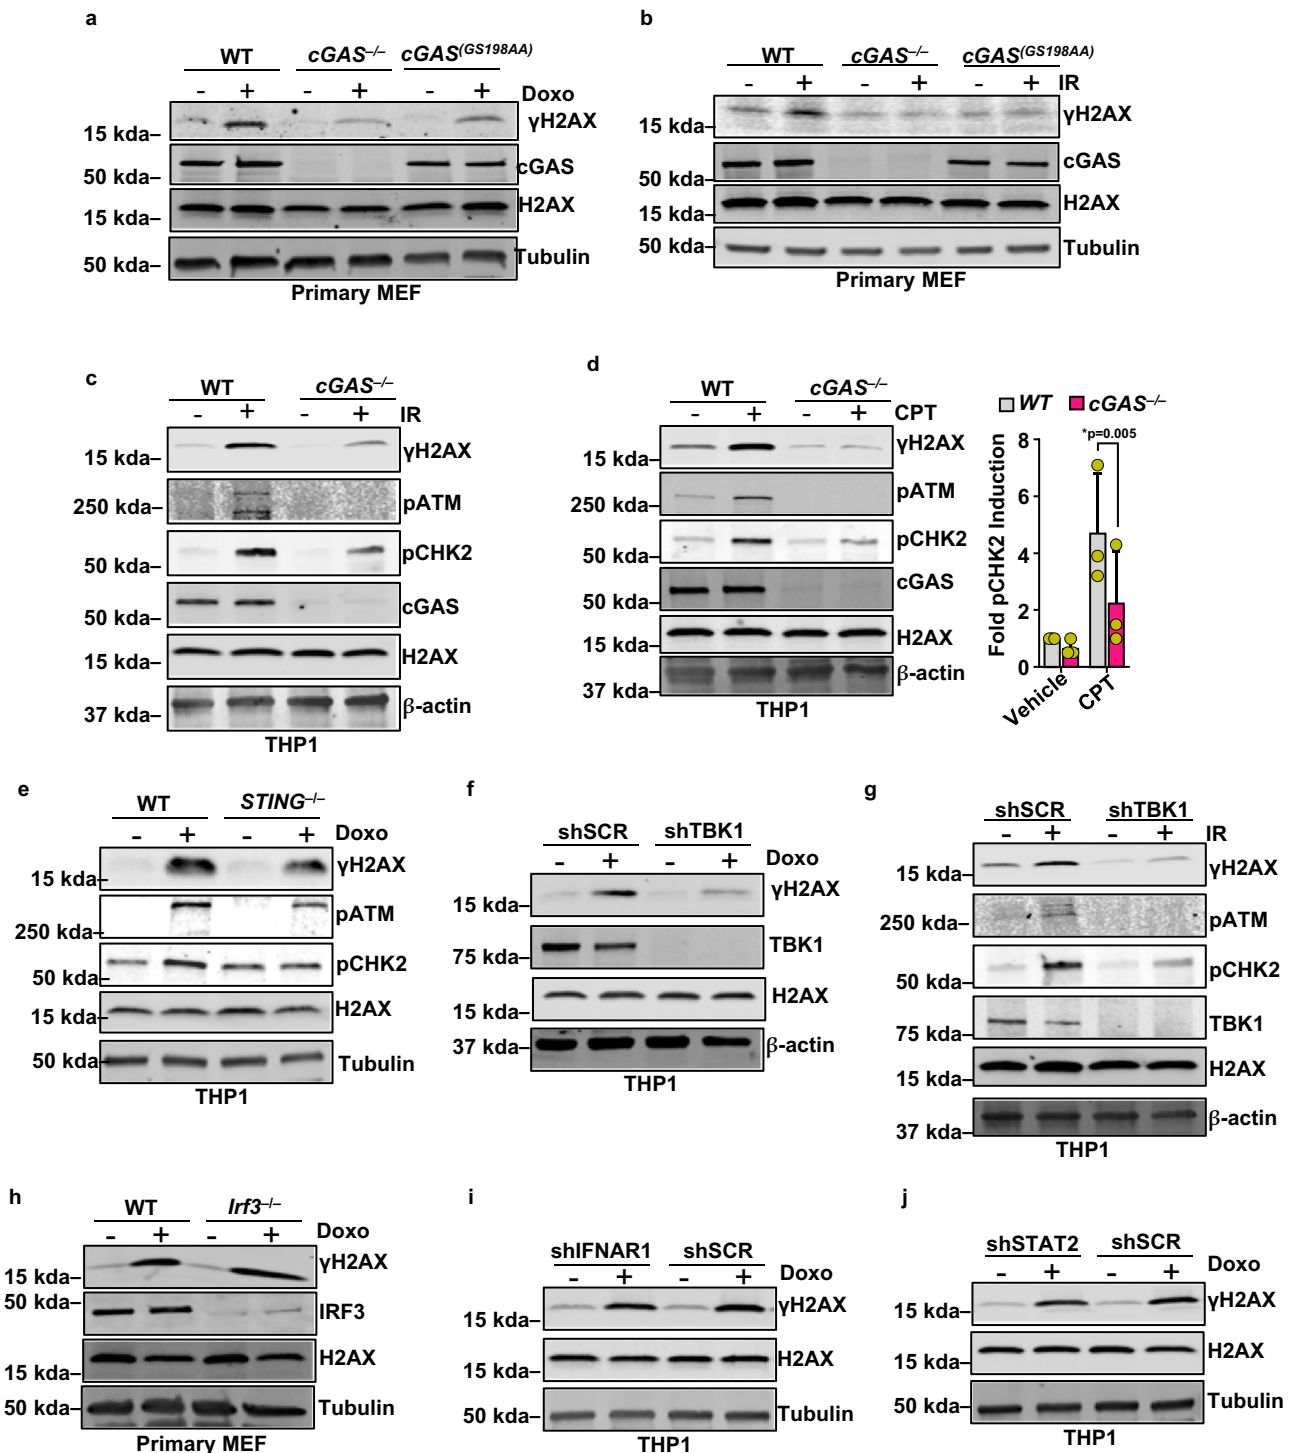 a
WT cGAS–/– cGAS(GS198AA)
- + - + - + Doxo
γH2AX
15 kda–
cGAS
50 kda–
H2AX
15 kda–
Tubulin
50 kda–
Primary MEF
b
WT cGAS–/– cGAS(GS198AA)
- + - + - + IR
γH2AX
15 kda–
cGAS
50 kda–
H2AX
15 kda–
50 kda– Tubulin
Primary MEF
c
WT cGAS–/–
- + - + IR
γH2AX
15 kda–
pATM
250 kda–
pCHK2
50 kda–
cGAS
50 kda–
H2AX
15 kda–
β-actin
37 kda–
THP1
d
WT cGAS–/–
- + - + CPT
γH2AX
15 kda–
pATM
250 kda–
pCHK2
50 kda–
cGAS
50 kda–
H2AX
15 kda–
β-actin
37 kda–
THP1
WT cGAS–/–
*p=0.005
Fold pCHK2 Induction
8
6
4
2
0
Vehicle
CPT
e
WT STING–/–
- + - + Doxo
γH2AX
15 kda–
pATM
250 kda–
pCHK2
50 kda–
H2AX
15 kda–
50 kda– Tubulin
THP1
f
shSCR shTBK1
- + - + Doxo
γH2AX
15 kda–
TBK1
75 kda–
H2AX
15 kda–
37 kda– β-actin
THP1
g
shSCR shTBK1
- + - + IR
γH2AX
15 kda–
pATM
250 kda–
pCHK2
50 kda–
TBK1
75 kda–
H2AX
15 kda–
β-actin
37 kda–
THP1
h
WT Irf3–/–
- + - + Doxo
γH2AX
15 kda–
50 kda–
IRF3
H2AX
15 kda–
50 kda– Tubulin
Primary MEF
i
shIFNAR1 shSCR
- + - + Doxo
γH2AX
15 kda–
H2AX
15 kda–
50 kda– Tubulin
THP1
j
shSTAT2 shSCR
- + - + Doxo
γH2AX
15 kda–
H2AX
15 kda–
50 kda– Tubulin
THP1